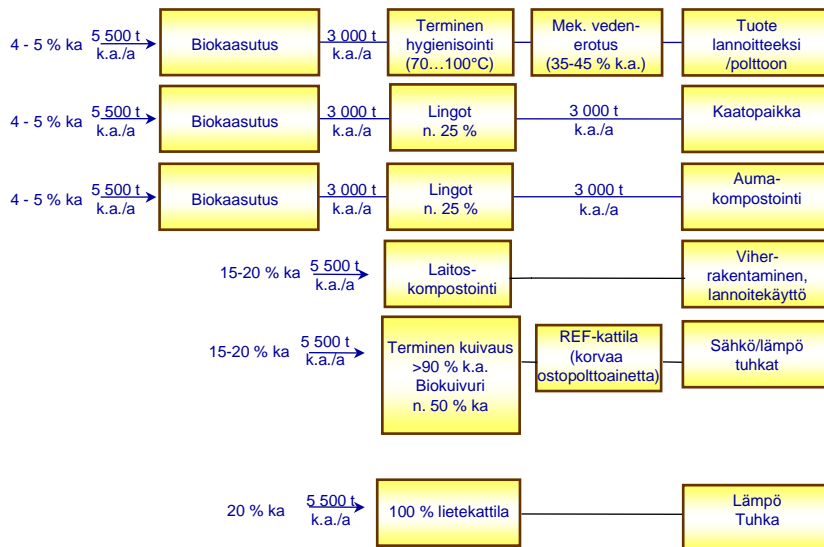 4 - 5 % ka
5 500 t
k.a./a
Biokaasutus
3 000 t
k.a./a
Terminen
hygienisointi
(70…100°C)
Mek. veden-
erotus
(35-45 % k.a.)
Tuote
lannoitteeksi
/polttoon
4 - 5 % ka
5 500 t
k.a./a
Biokaasutus
3 000 t
k.a./a
Lingot
n. 25 %
3 000 t
k.a./a
Kaatopaikka
4 - 5 % ka
5 500 t
k.a./a
Biokaasutus
3 000 t
k.a./a
Lingot
n. 25 %
3 000 t
k.a./a
Auma-
kompostointi
15-20 % ka
5 500 t
k.a./a
Laitos-
kompostointi
Viher-
rakentaminen,
lannoitekäyttö
15-20 % ka
5 500 t
k.a./a
Terminen kuivaus
>90 % k.a.
Biokuivuri
n. 50 % ka
REF-kattila
(korvaa
ostopolttoainetta)
Sähkö/lämpö
tuhkat
20 % ka
5 500 t
k.a./a
100 % lietekattila
Lämpö
Tuhka